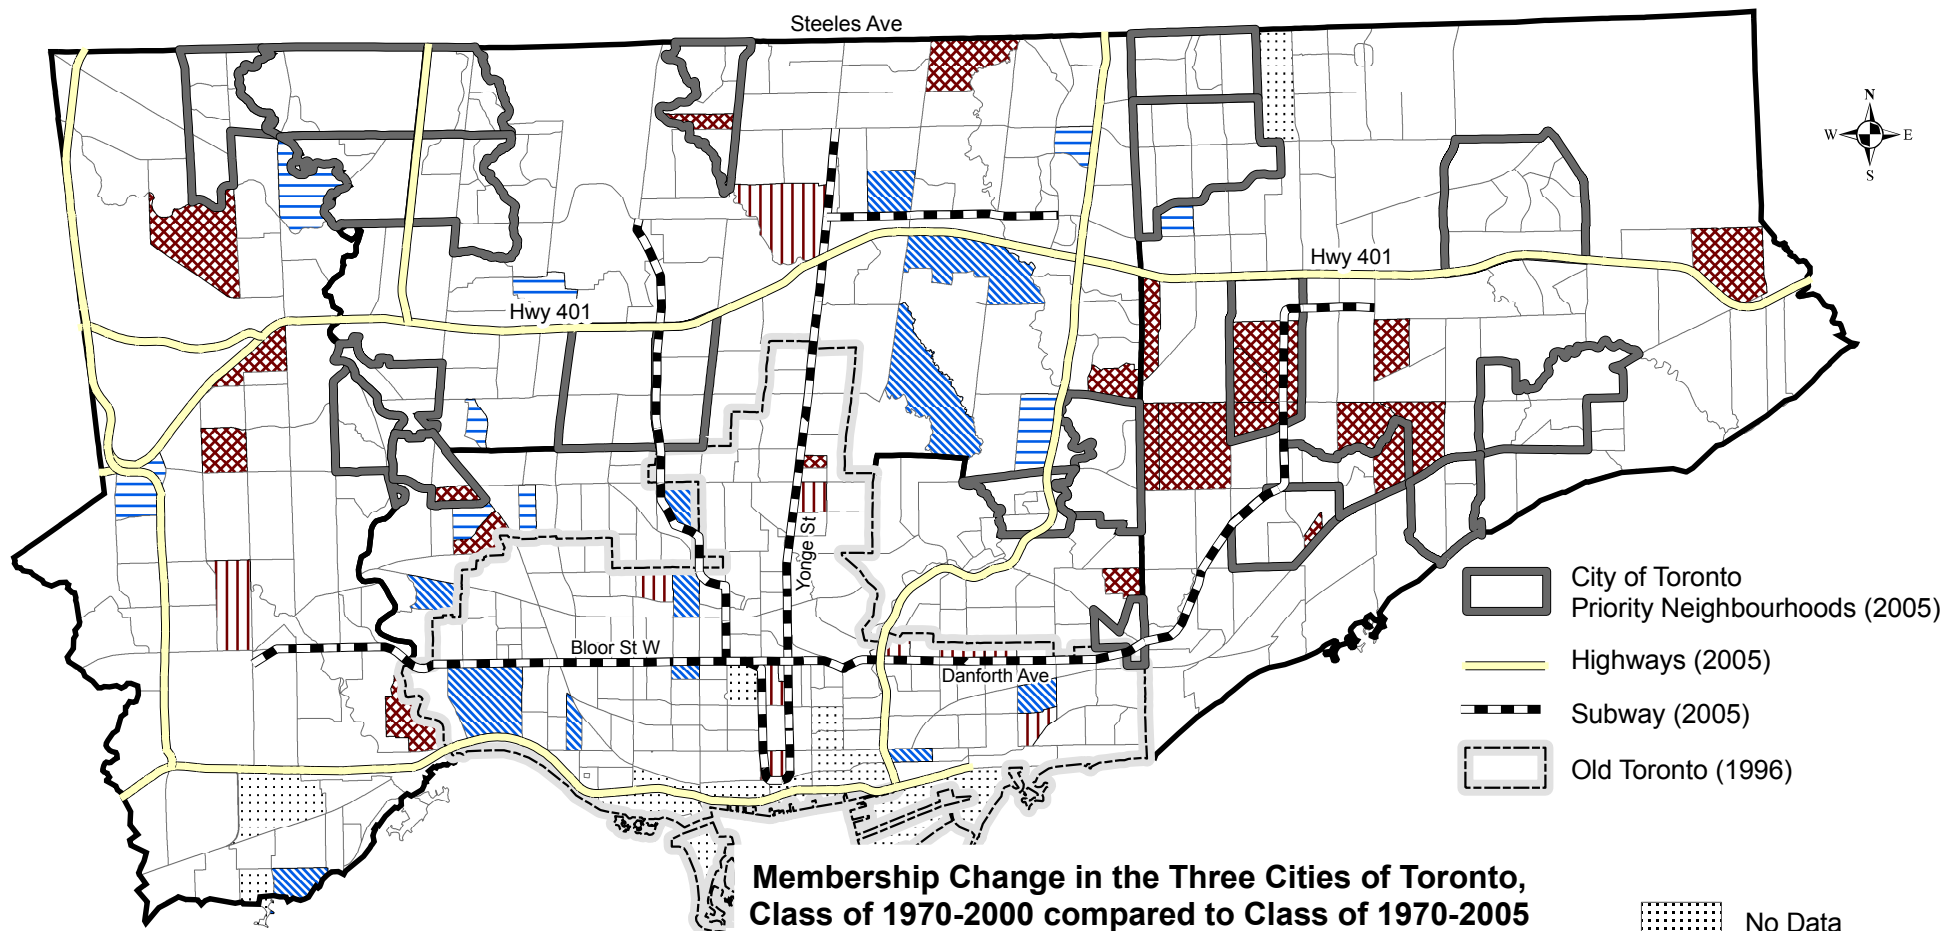 Steeles Ave
N
W E
S
Hwy 401
Hwy 401
Yonge St
Bloor St W
Danforth Ave
City of Toronto
Priority Neighbourhoods (2005)
Highways (2005)
Subway (2005)
Old Toronto (1996)
Membership Change in the Three Cities of Toronto,
Class of 1970-2000 compared to Class of 1970-2005
No Data